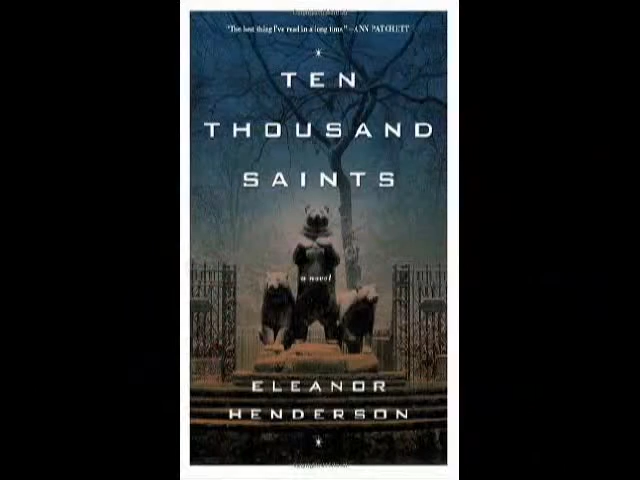 "The best thing I've read in a long time." —ANN PATCHETT
TEN
THOUSAND
SAINTS
a novel
ELEANOR
HENDERSON